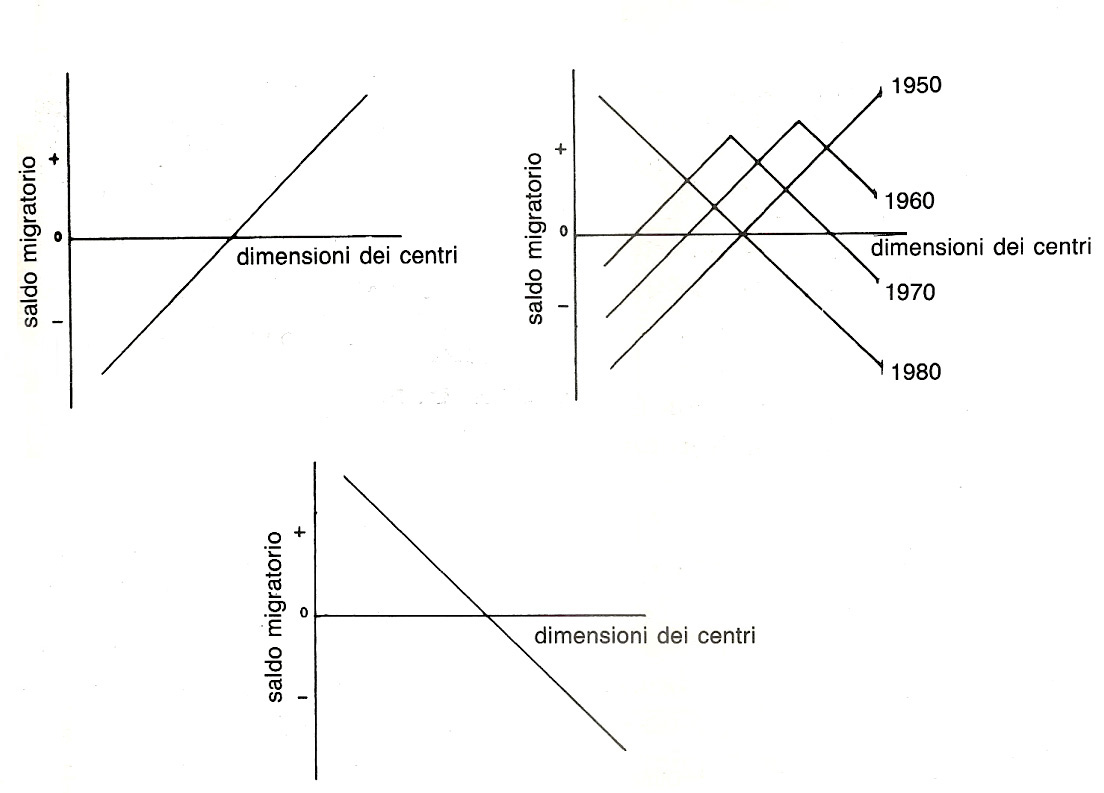 saldo migratorio
+
0
−
dimensioni dei centri
saldo migratorio
+
0
−
dimensioni dei centri
1950
1960
1970
1980
saldo migratorio
+
0
−
dimensioni dei centri